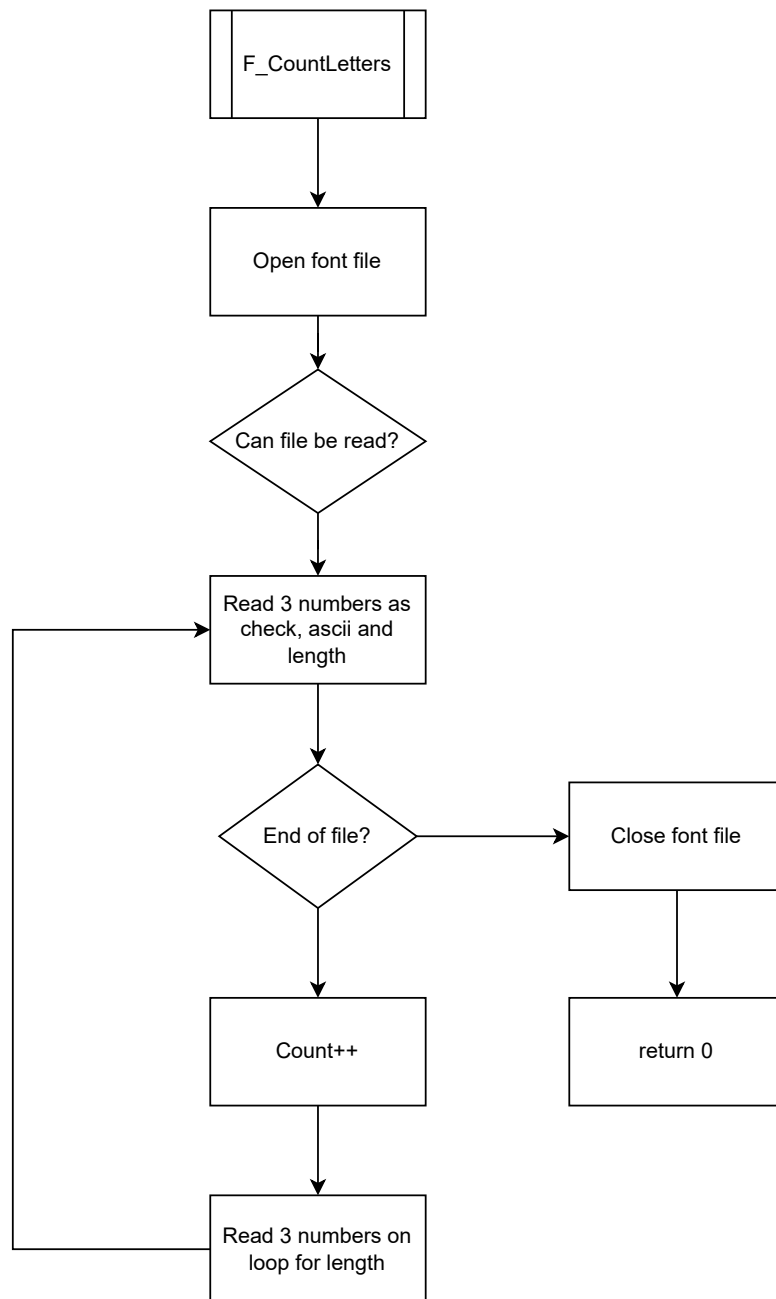 F_CountLetters
Open font file
Can file be read?
Read 3 numbers as
check, ascii and
length
End of file?
Close font file
Count++
return 0
Read 3 numbers on
loop for length